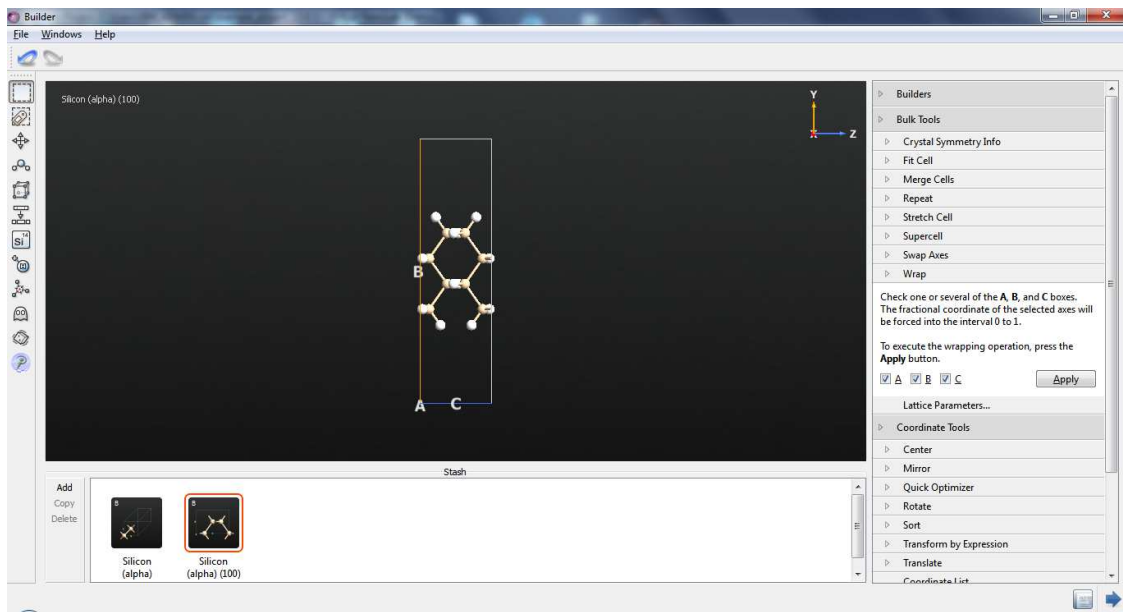 Builder
File Windows Help
Silicon (alpha) (100)
Y
X
Z
B
A
C
Si
14
Stash
Add
Copy
Delete
B
Silicon
(alpha)
B
Silicon
(alpha) (100)
Builders
Bulk Tools
Crystal Symmetry Info
Fit Cell
Merge Cells
Repeat
Stretch Cell
Supercell
Swap Axes
Wrap
Check one or several of the A, B, and C boxes.
The fractional coordinate of the selected axes will
be forced into the interval 0 to 1.
To execute the wrapping operation, press the
Apply button.
A B C Apply
Lattice Parameters...
Coordinate Tools
Center
Mirror
Quick Optimizer
Rotate
Sort
Transform by Expression
Translate
Coordinate List